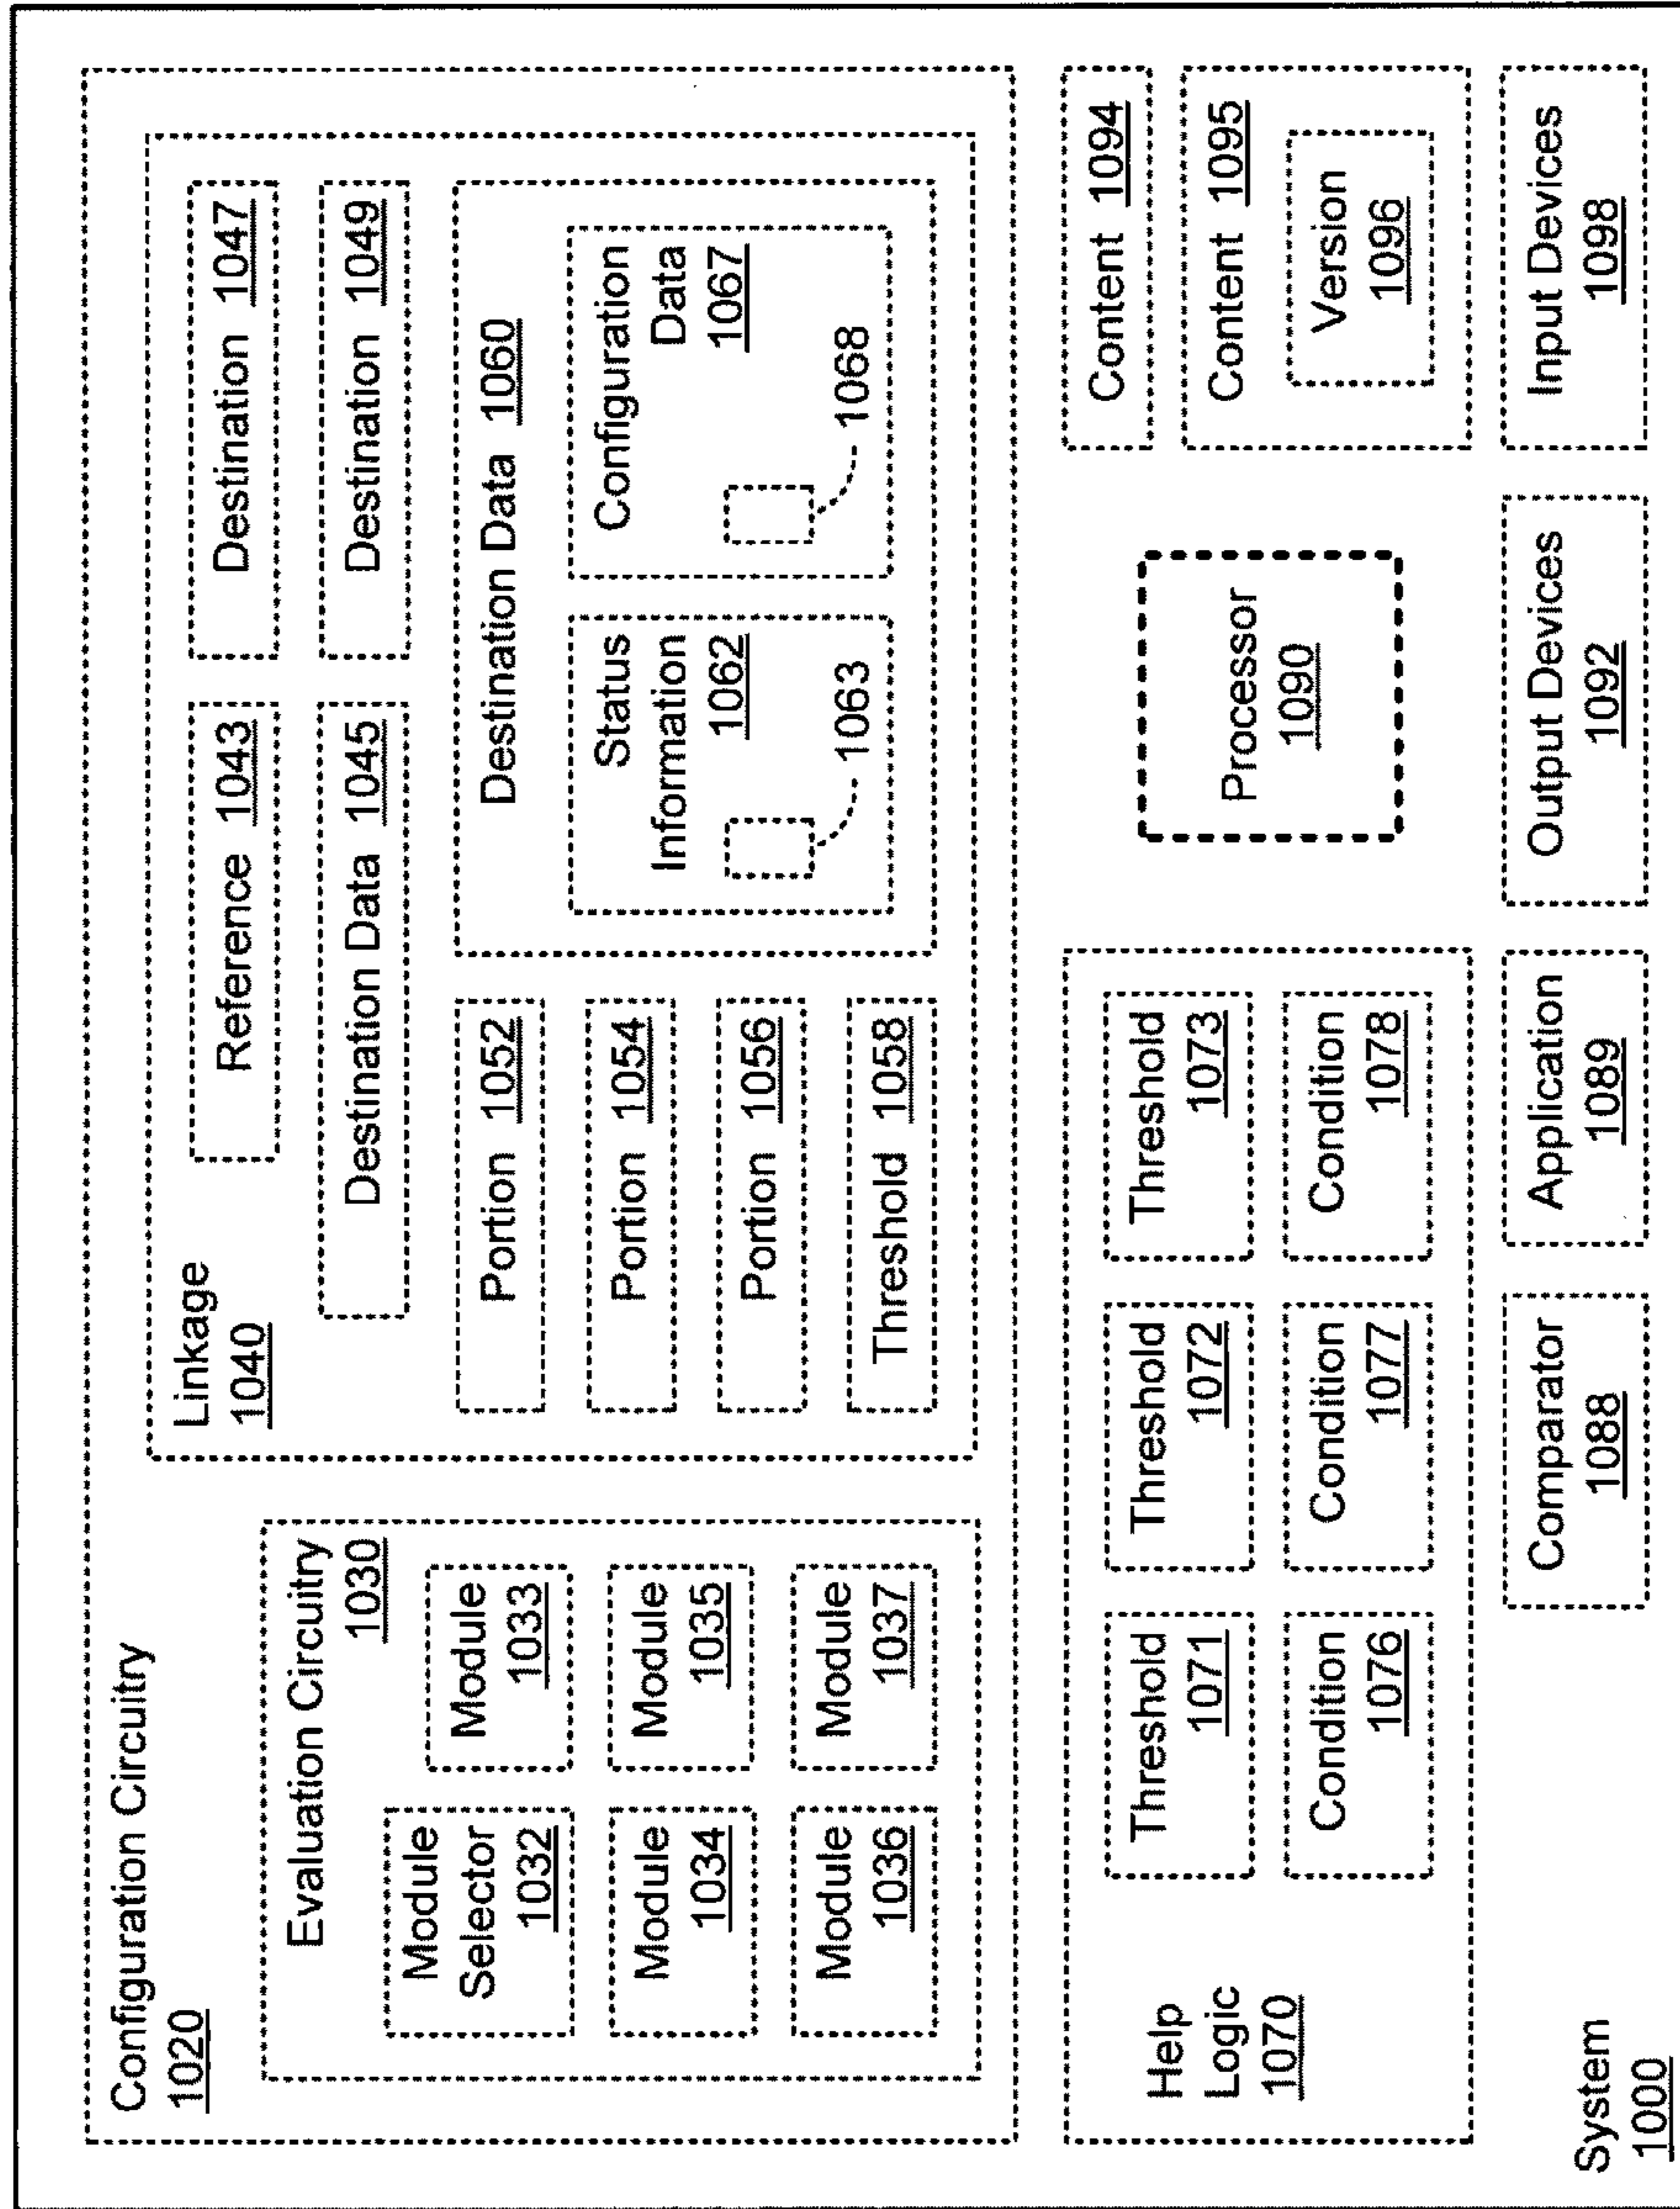 Configuration Circuitry
1020
Evaluation Circuitry
1030
Module
Selector
1032
Module
1033
Module
1034
Module
1035
Module
1036
Module
1037
Linkage
1040
Reference 1043
Destination 1047
Destination Data 1045
Destination 1049
Portion 1052
Portion 1054
Portion 1056
Threshold 1058
Destination Data 1060
Status
Information
1062
1063
Configuration
Data
1067
1068
Help
Logic
1070
Threshold
1071
Threshold
1072
Threshold
1073
Condition
1076
Condition
1077
Condition
1078
Processor
1090
Content 1094
Content 1095
Version
1096
System
1000
Comparator
1088
Application
1089
Output Devices
1092
Input Devices
1098